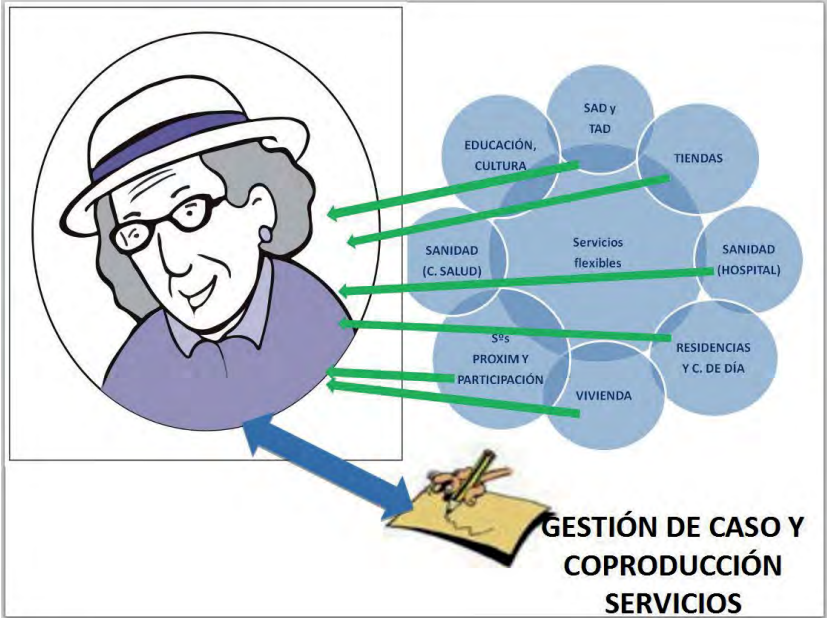 SAD y
TAD
EDUCACIÓN,
CULTURA
TIENDAS
SANIDAD
(C. SALUD)
Servicios
flexibles
SANIDAD
(HOSPITAL)
Sºs
PROXIM Y
PARTICIPACIÓN
RESIDENCIAS
Y C. DE DÍA
VIVIENDA
GESTIÓN DE CASO Y
COPRODUCCIÓN
SERVICIOS